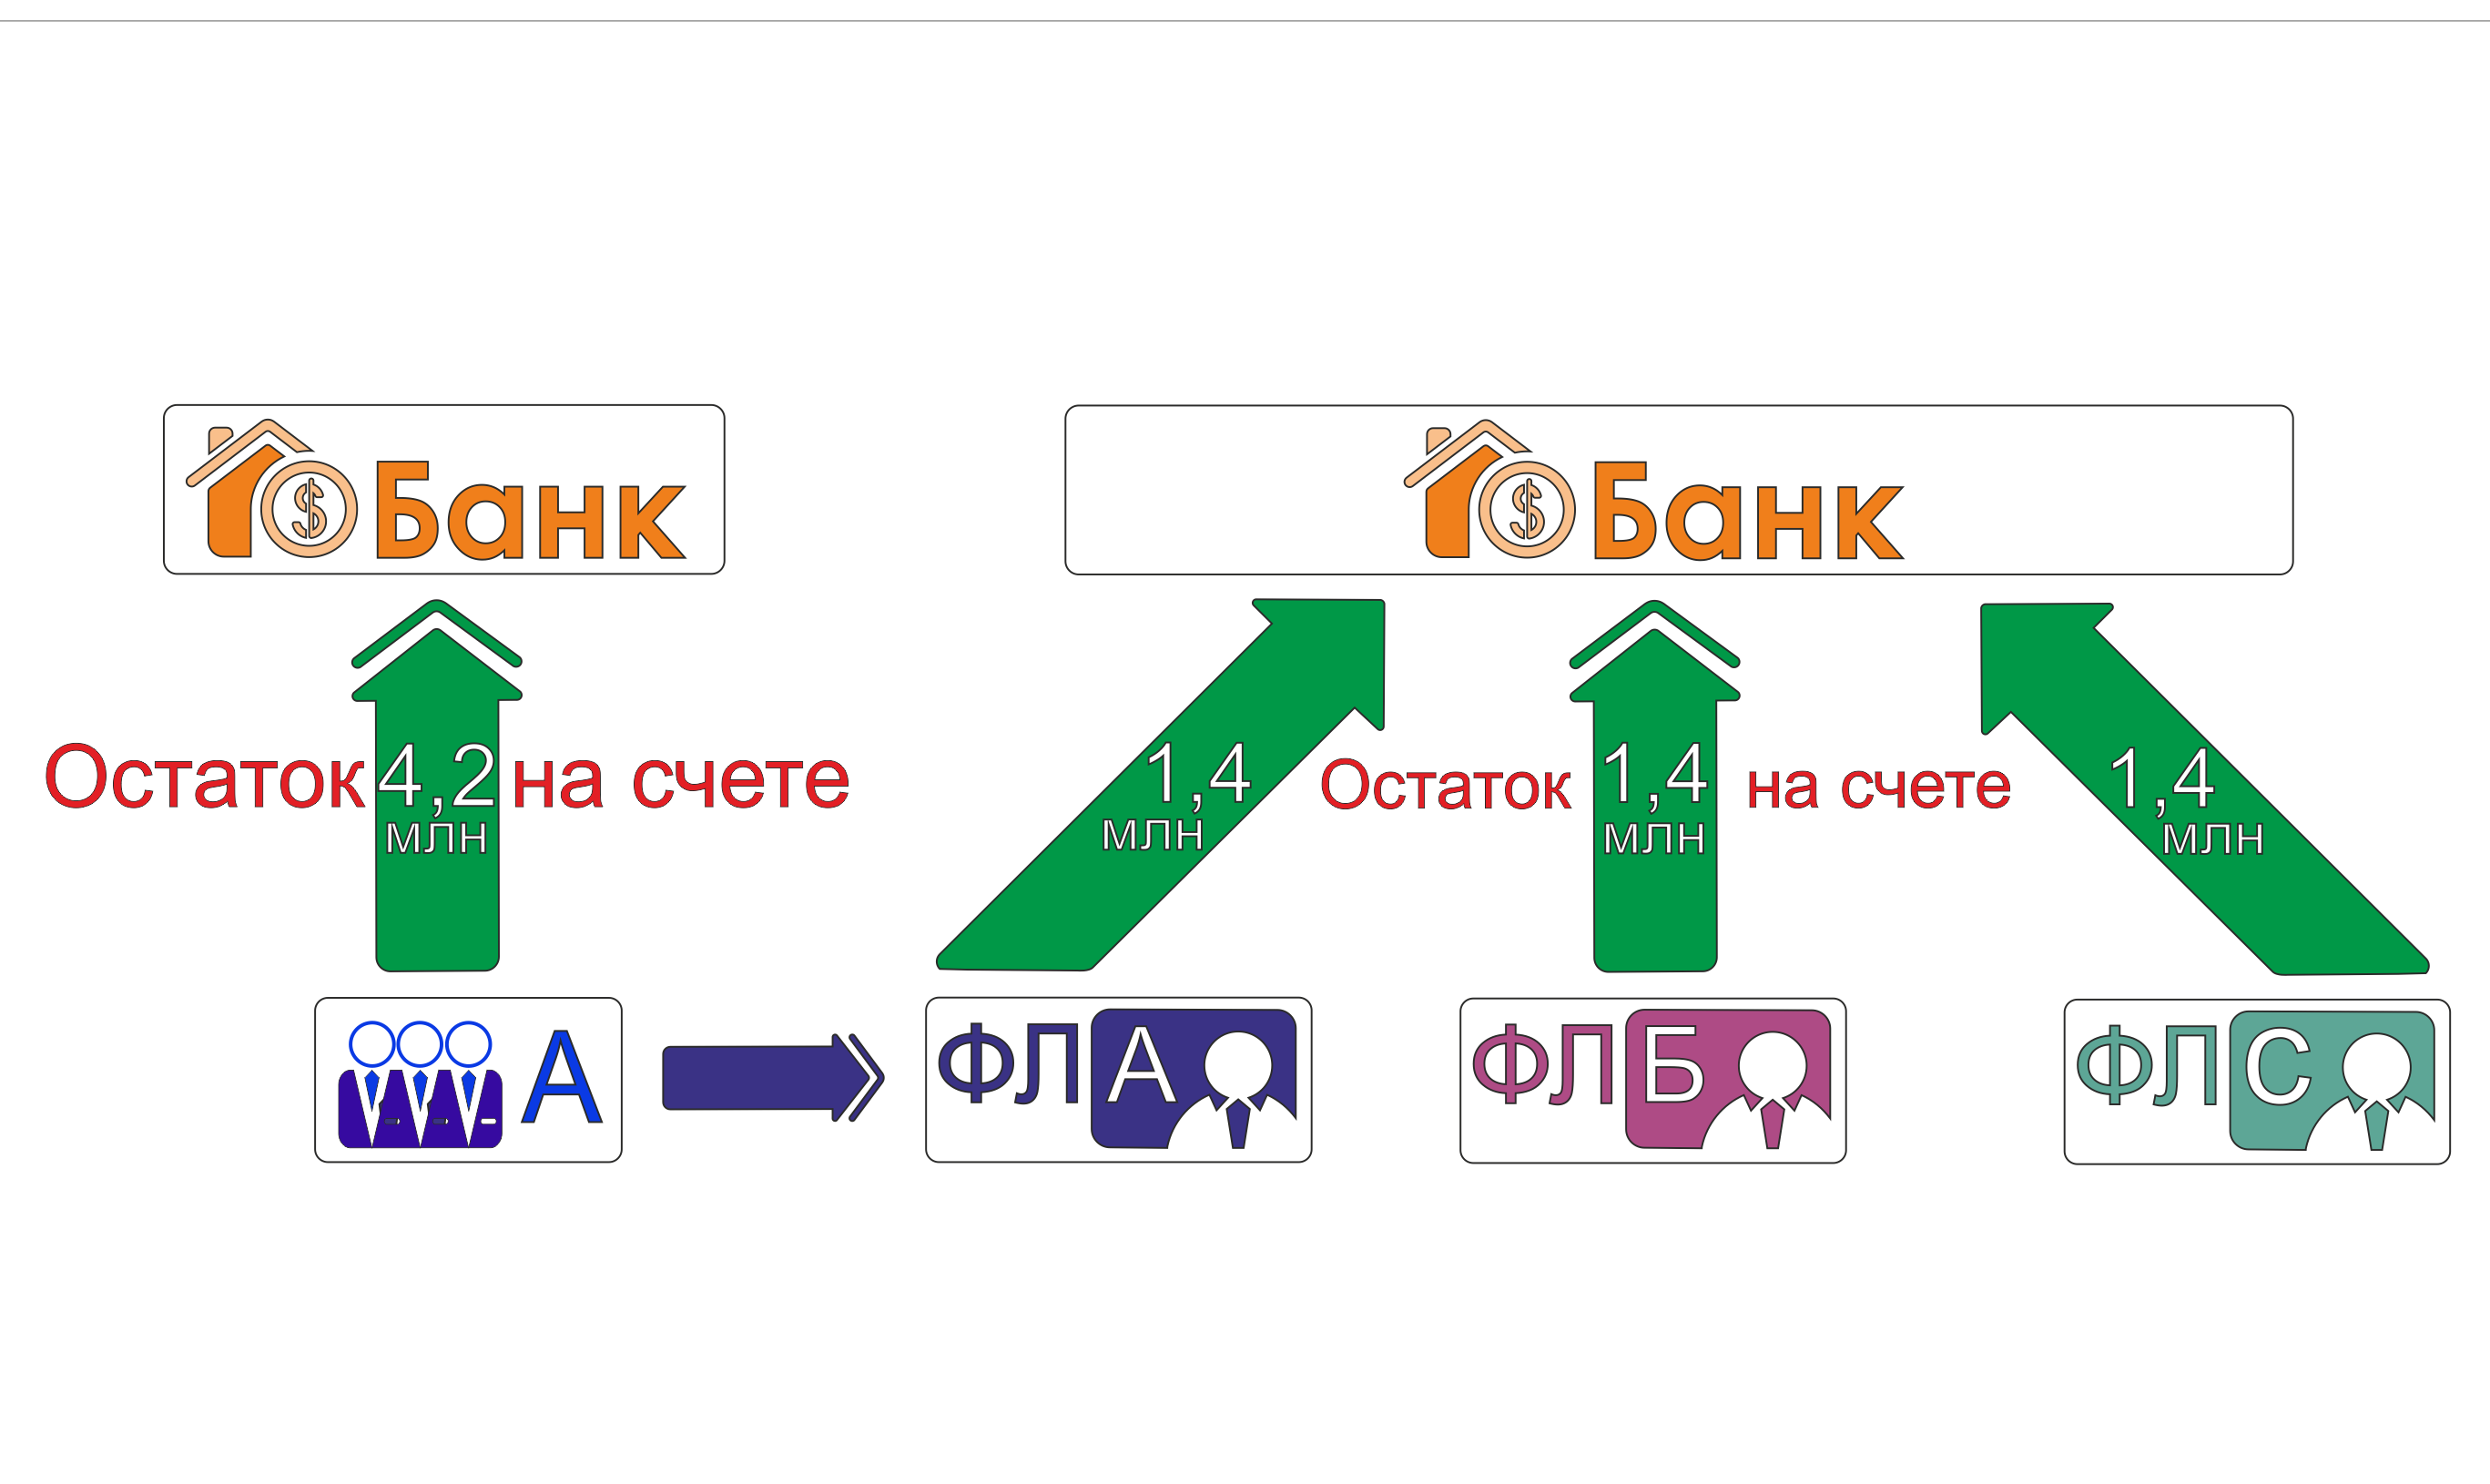 $ Банк
$ Банк
Остаток 4,2 на счете
млн
1,4
млн
Остаток 1,4 на счете
млн
1,4
млн
А
ФЛ А
ФЛ Б
ФЛ С